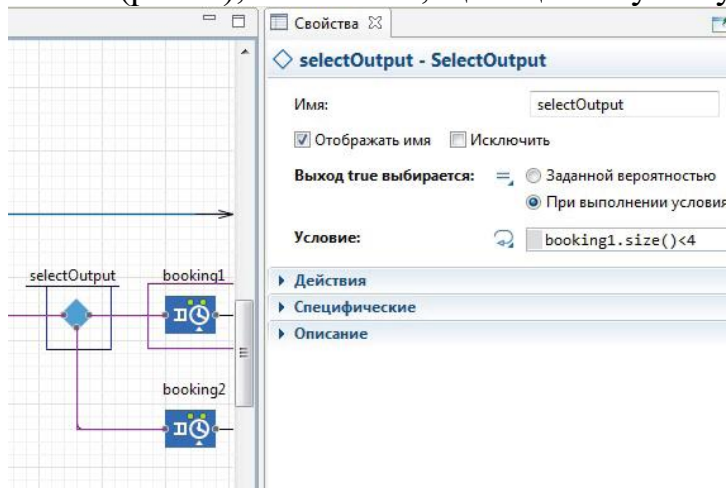 Свойства
selectOutput - SelectOutput
Имя:
selectOutput
Отображать имя
Исключить
Выход true выбирается:
Заданной вероятностью
При выполнении условия
Условие:
booking1.size()<4
Действия
Специфические
Описание
selectOutput
booking1
booking2